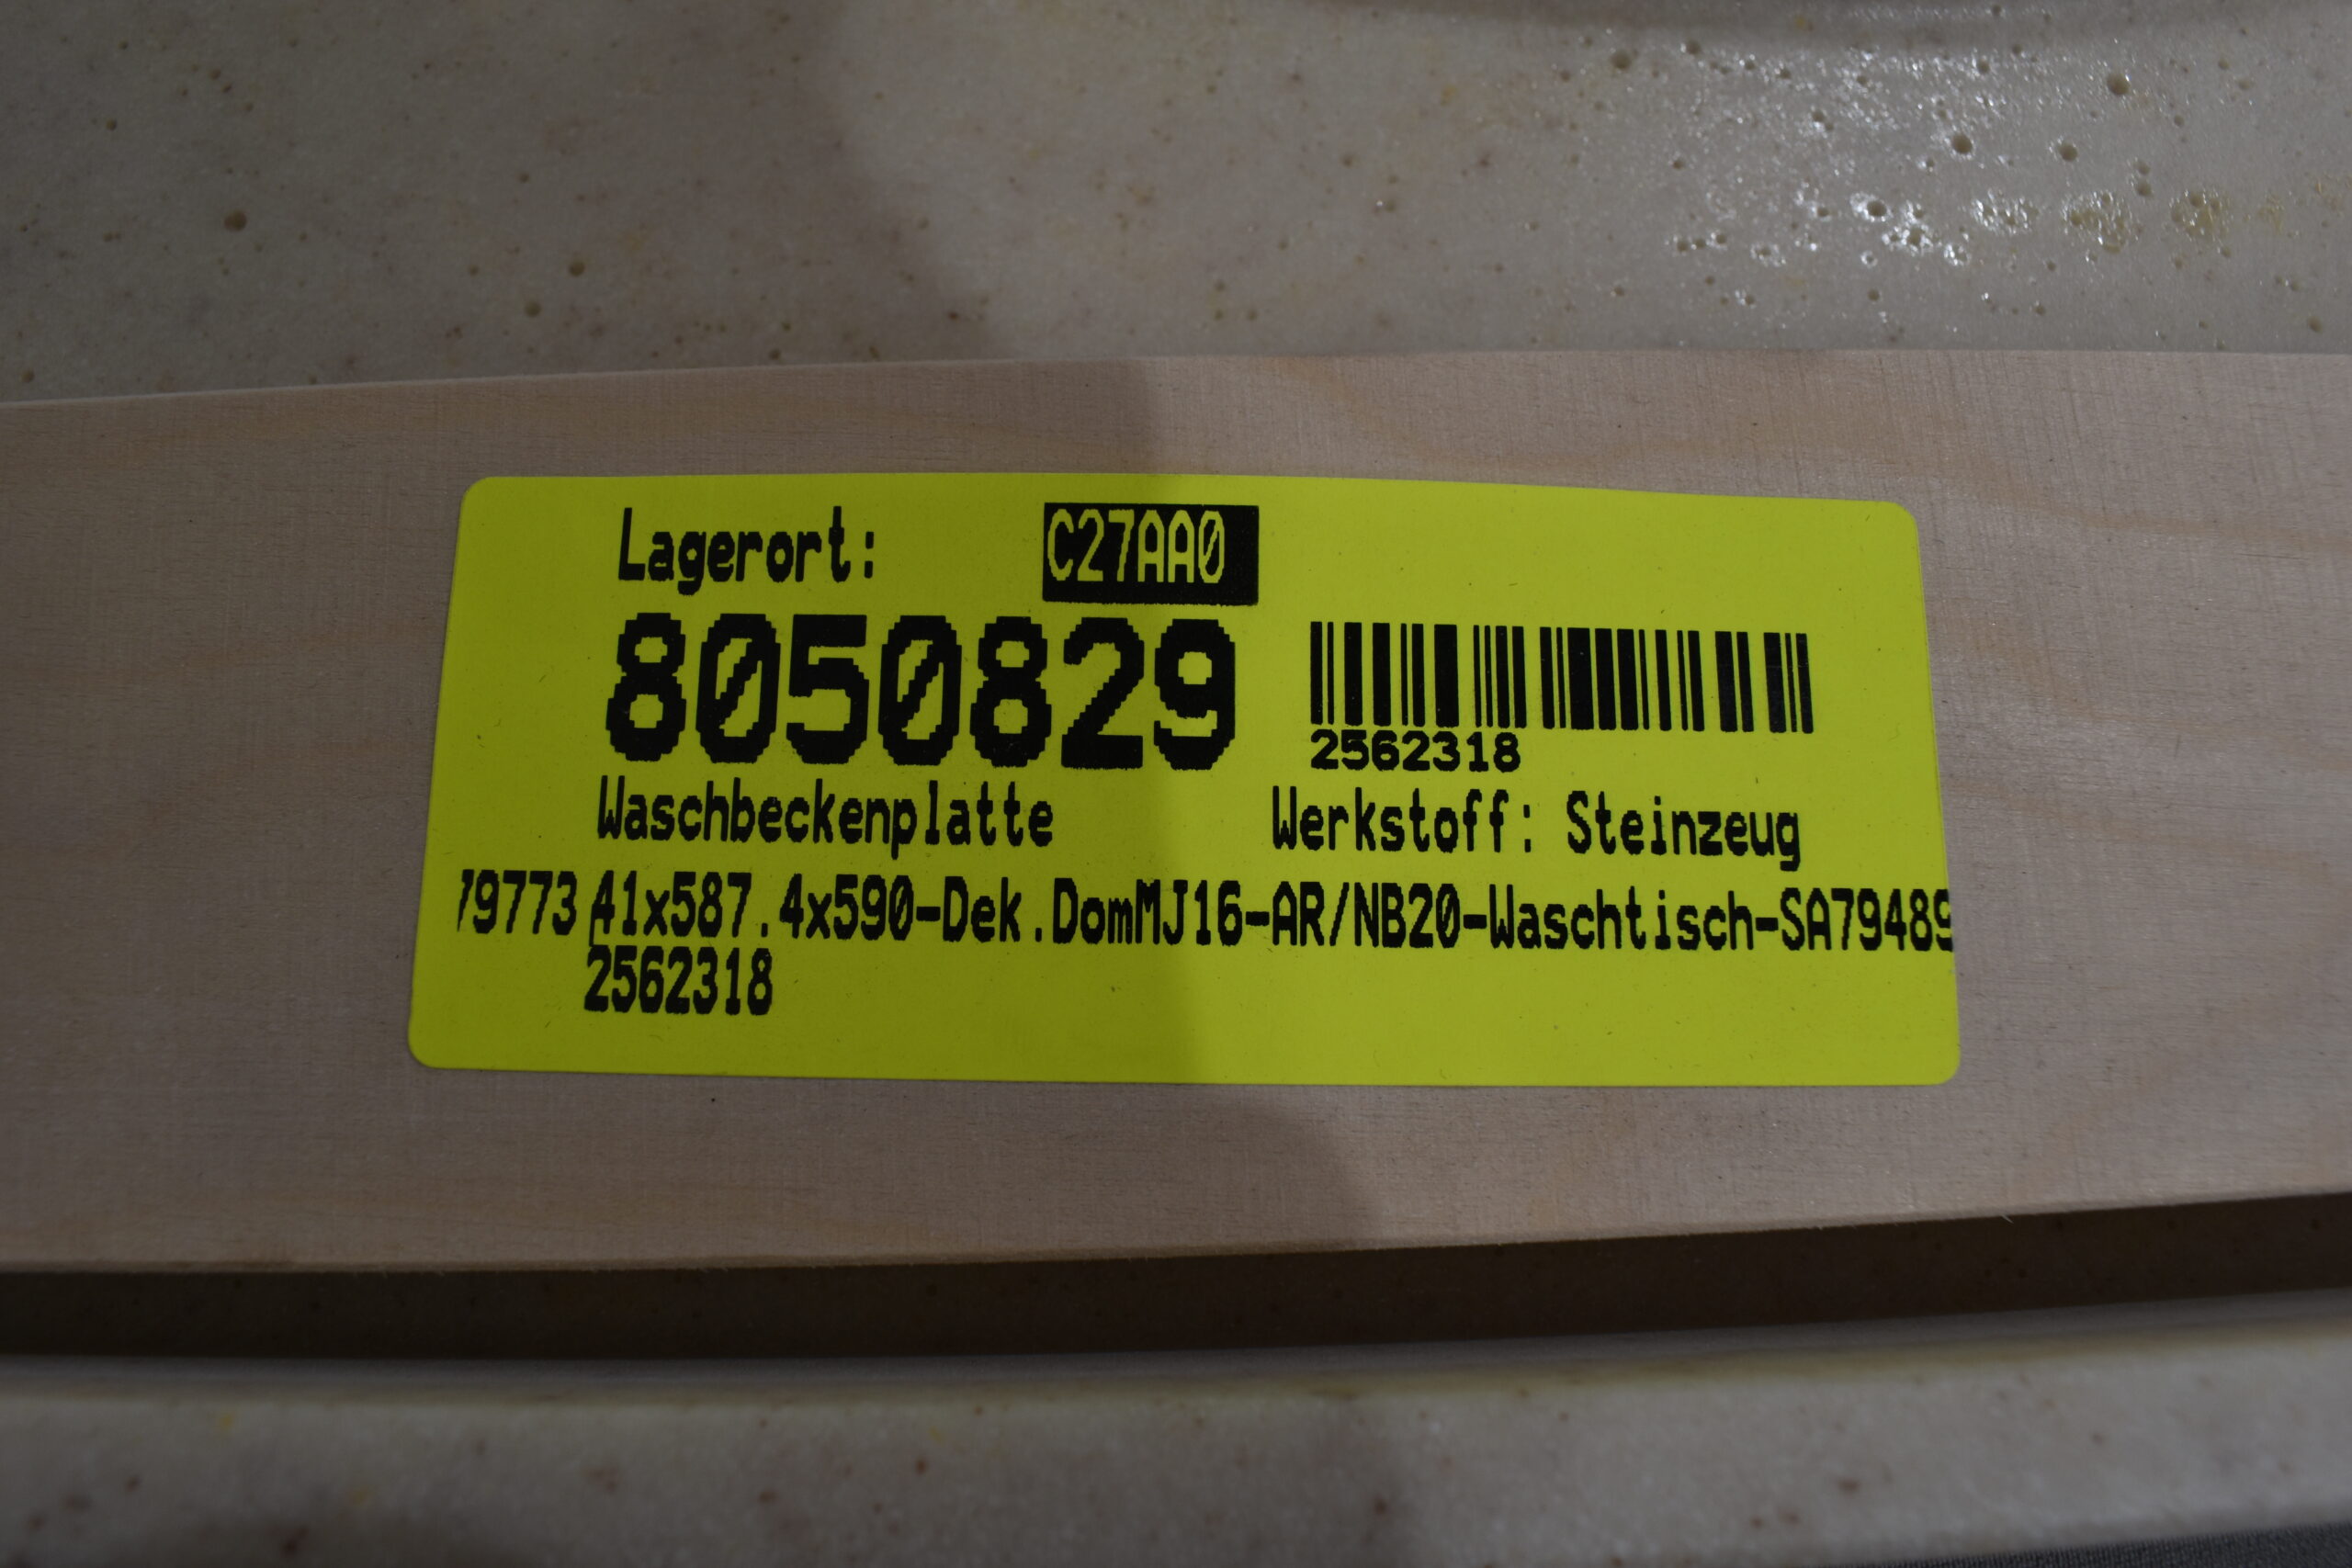 Lagerort: C27AA0
8050829
2562318
Waschbeckenplatte Werkstoff: Steinzeug
79773 41x587.4x590-Dek.DomMJ16-AR/NB20-Waschtisch-SA79489
2562318